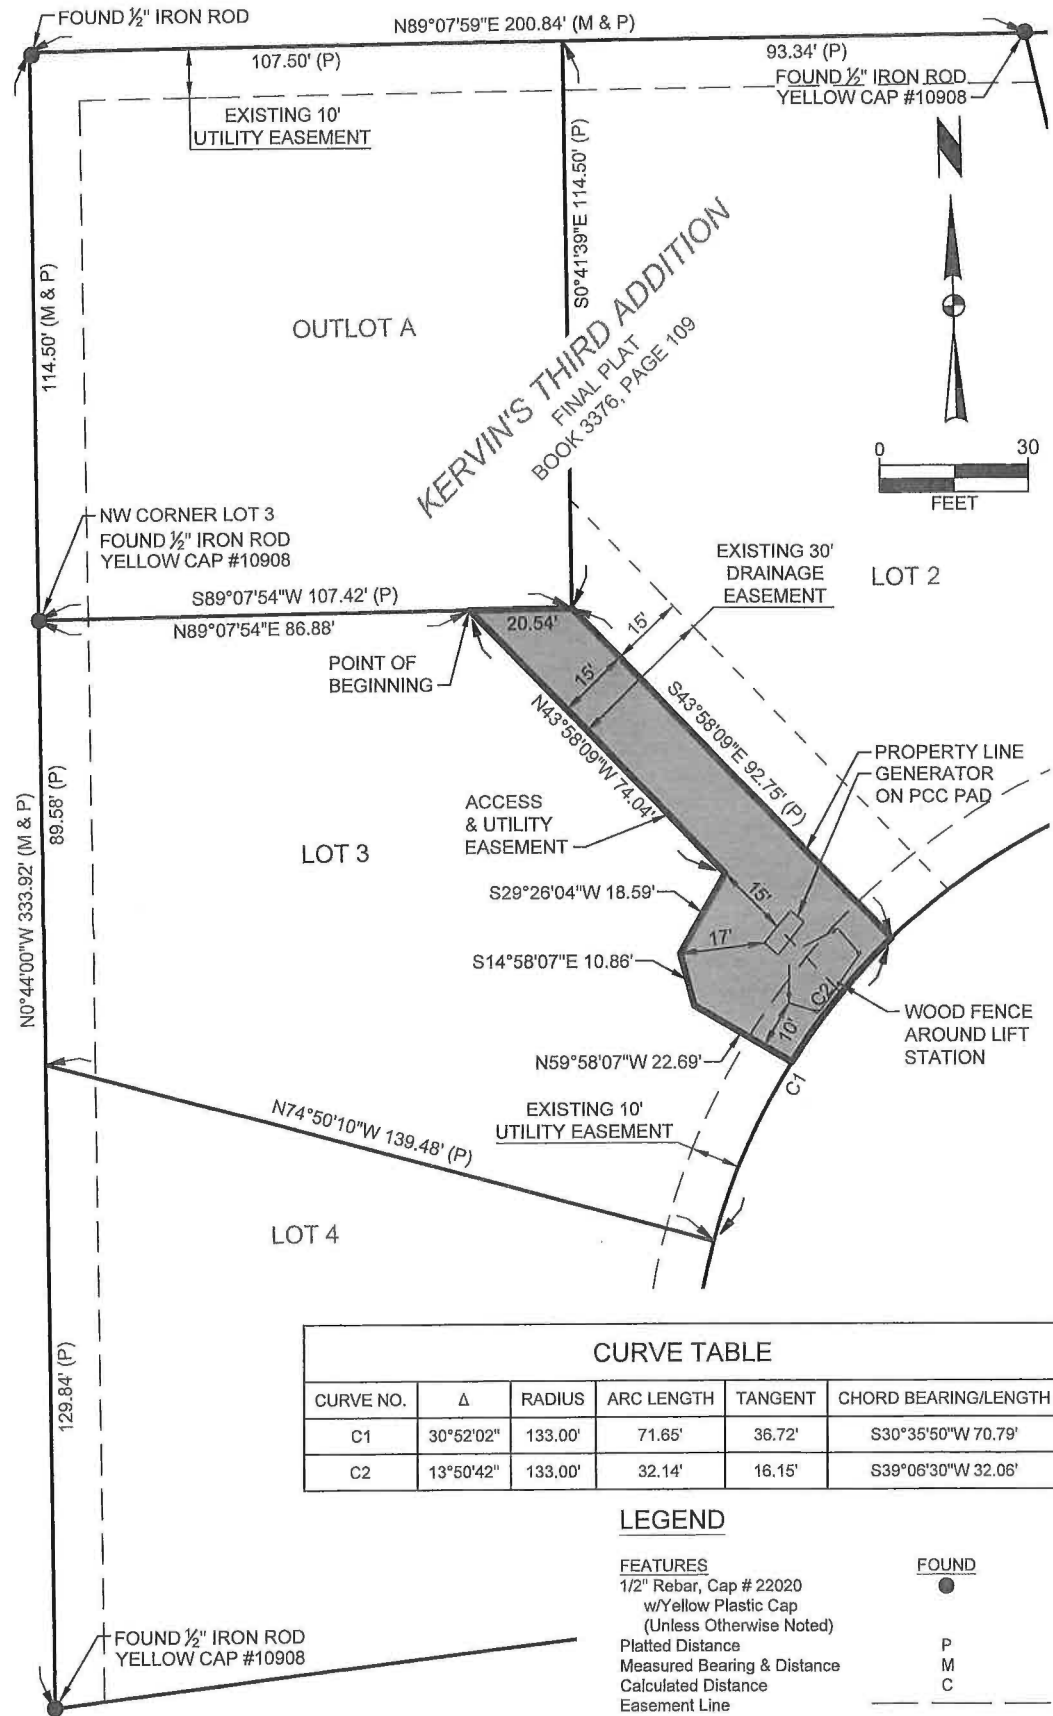 FOUND ½" IRON ROD
N89°07'59"E 200.84' (M & P)
107.50' (P)
93.34' (P)
FOUND ½" IRON ROD
YELLOW CAP #10908
EXISTING 10'
UTILITY EASEMENT
N
S0°41'39"E 114.50' (P)
114.50' (M & P)
OUTLOT A
KERVIN'S THIRD ADDITION
FINAL PLAT
BOOK 3376, PAGE 109
0 30
FEET
NW CORNER LOT 3
FOUND ½" IRON ROD
YELLOW CAP #10908
EXISTING 30'
DRAINAGE
EASEMENT
LOT 2
S89°07'54"W 107.42' (P)
N89°07'54"E 86.88'
20.54'
15'
15'
POINT OF
BEGINNING
S43°58'09"E 92.75' (P)
N43°58'09"W 74.04'
PROPERTY LINE
GENERATOR
ON PCC PAD
ACCESS
& UTILITY
EASEMENT
89.58' (P)
N0°44'00"W 333.92' (M & P)
LOT 3
S29°26'04"W 18.59'
15'
17'
S14°58'07"E 10.86'
C2
10'
WOOD FENCE
AROUND LIFT
STATION
N59°58'07"W 22.69'
C1
EXISTING 10'
UTILITY EASEMENT
N74°50'10"W 139.48' (P)
LOT 4
129.84' (P)
CURVE TABLE
CURVE NO. Δ RADIUS ARC LENGTH TANGENT CHORD BEARING/LENGTH
C1 30°52'02" 133.00' 71.65' 36.72' S30°35'50"W 70.79'
C2 13°50'42" 133.00' 32.14' 16.15' S39°06'30"W 32.06'
LEGEND
FEATURES FOUND
1/2" Rebar, Cap # 22020
w/Yellow Plastic Cap
(Unless Otherwise Noted)
Platted Distance P
Measured Bearing & Distance M
Calculated Distance C
Easement Line
FOUND ½" IRON ROD
YELLOW CAP #10908